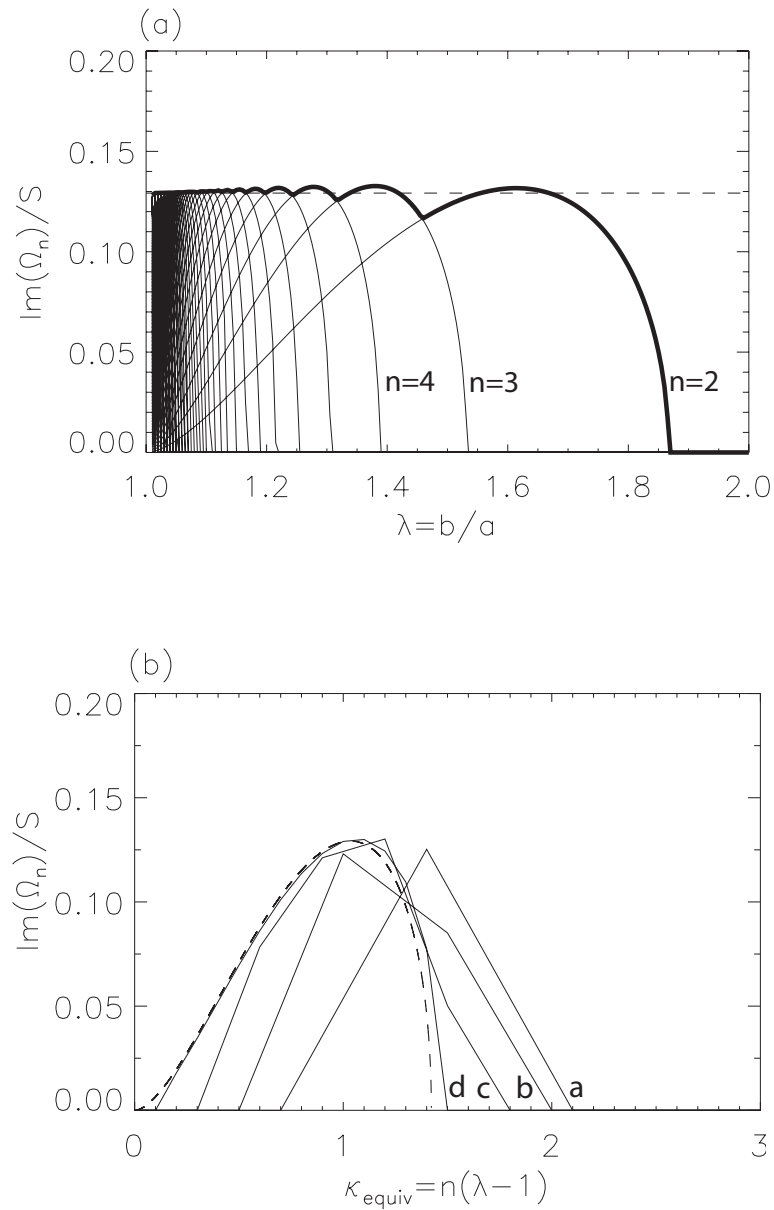 (a)
0.20
0.15
0.10
0.05
0.00
Im(Ωn)/S
n=4
n=3
n=2
1.0 1.2 1.4 1.6 1.8 2.0
λ=b/a
(b)
0.20
0.15
0.10
0.05
0.00
Im(Ωn)/S
d c b a
0 1 2 3
κequiv=n(λ−1)